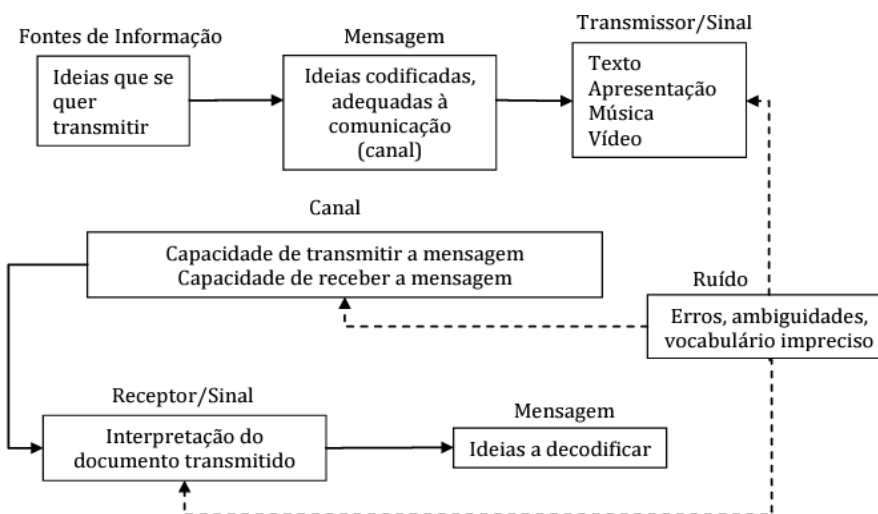 Fontes de Informação
Ideias que se
quer
transmitir
Mensagem
Ideias codificadas,
adequadas à
comunicação
(canal)
Transmissor/Sinal
Texto
Apresentação
Música
Vídeo
Canal
Capacidade de transmitir a mensagem
Capacidade de receber a mensagem
Ruído
Erros, ambiguidades,
vocabulário impreciso
Receptor/Sinal
Interpretação do
documento transmitido
Mensagem
Ideias a decodificar